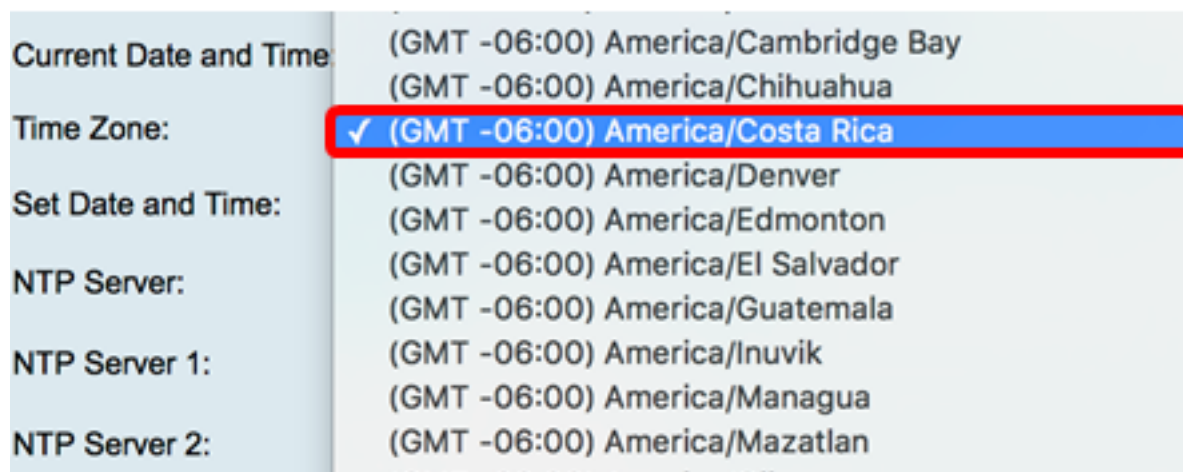 Current Date and Time:
Time Zone:
Set Date and Time:
NTP Server:
NTP Server 1:
NTP Server 2:
(GMT -06:00) America/Cambridge Bay
(GMT -06:00) America/Chihuahua
✓ (GMT -06:00) America/Costa Rica
(GMT -06:00) America/Denver
(GMT -06:00) America/Edmonton
(GMT -06:00) America/El Salvador
(GMT -06:00) America/Guatemala
(GMT -06:00) America/Inuvik
(GMT -06:00) America/Managua
(GMT -06:00) America/Mazatlan